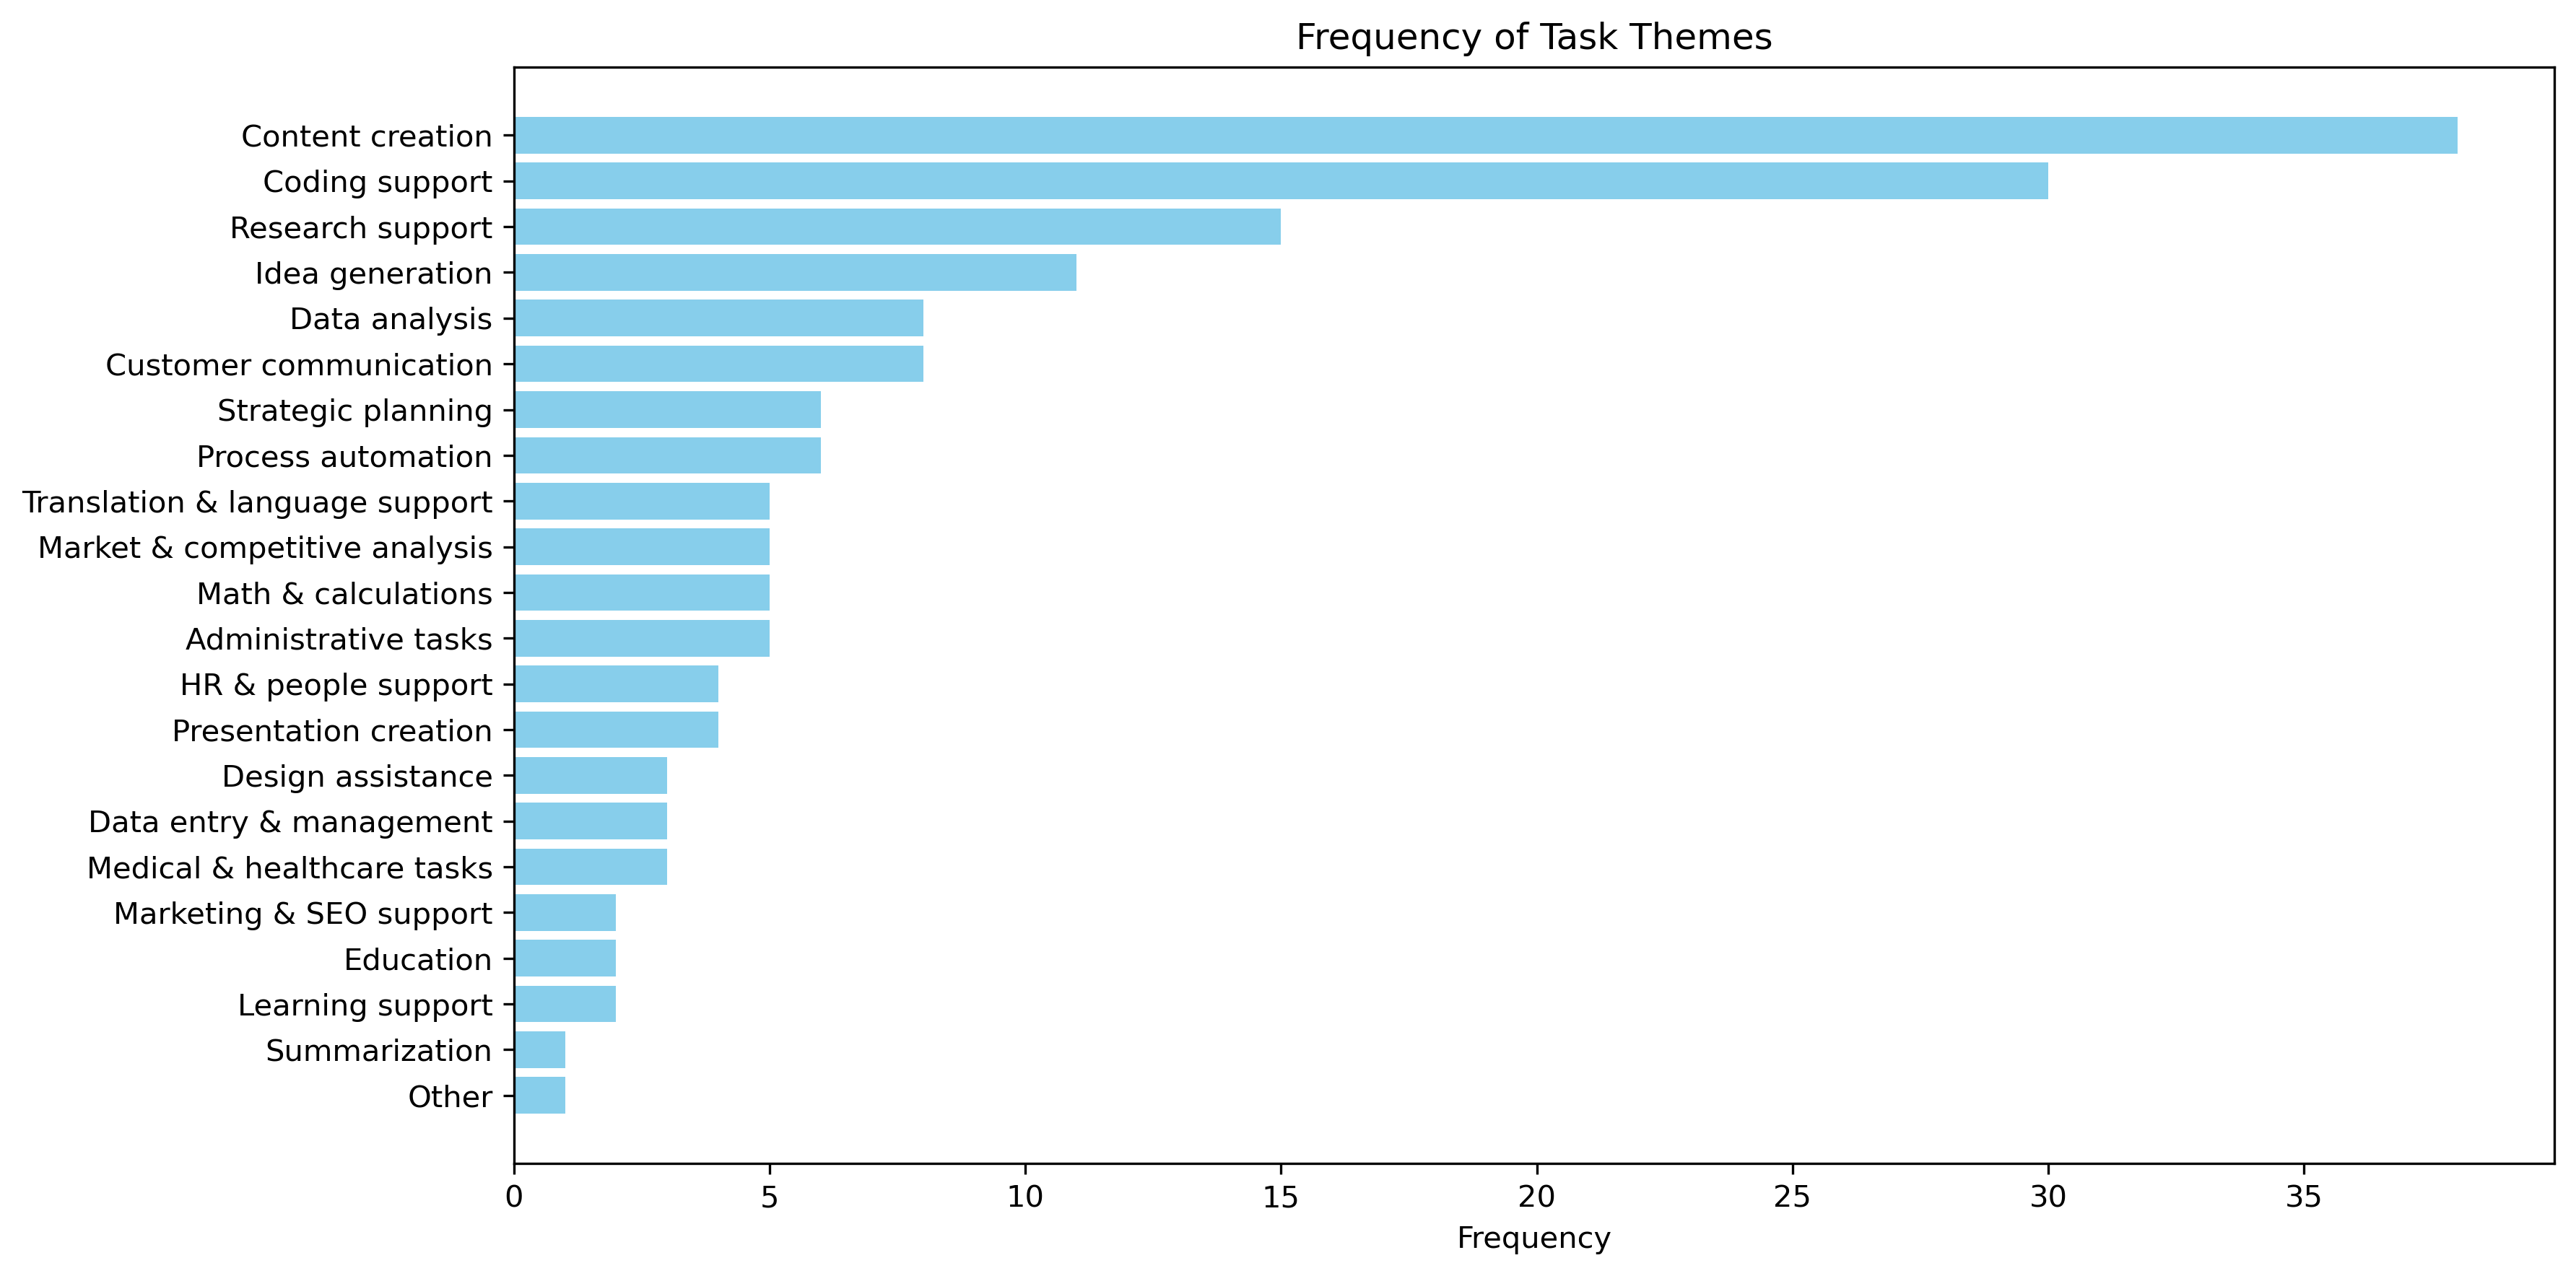 Frequency of Task Themes
Content creation
Coding support
Research support
Idea generation
Data analysis
Customer communication
Strategic planning
Process automation
Translation & language support
Market & competitive analysis
Math & calculations
Administrative tasks
HR & people support
Presentation creation
Design assistance
Data entry & management
Medical & healthcare tasks
Marketing & SEO support
Education
Learning support
Summarization
Other
0 5 10 15 20 25 30 35
Frequency